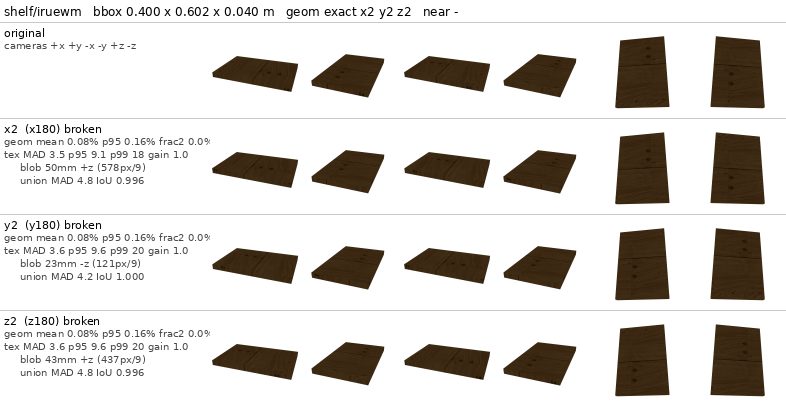 shelf/iruewm   bbox 0.400 x 0.602 x 0.040 m   geom exact x2 y2 z2   near -
original
cameras +x +y -x -y +z -z
x2  (x180) broken
geom mean 0.08% p95 0.16% frac2 0.0%
tex MAD 3.5 p95 9.1 p99 18 gain 1.0
blob 50mm +z (578px/9)
union MAD 4.8 IoU 0.996
y2  (y180) broken
geom mean 0.08% p95 0.16% frac2 0.0%
tex MAD 3.6 p95 9.6 p99 20 gain 1.0
blob 23mm -z (121px/9)
union MAD 4.2 IoU 1.000
z2  (z180) broken
geom mean 0.08% p95 0.16% frac2 0.0%
tex MAD 3.6 p95 9.6 p99 20 gain 1.0
blob 43mm +z (437px/9)
union MAD 4.8 IoU 0.996